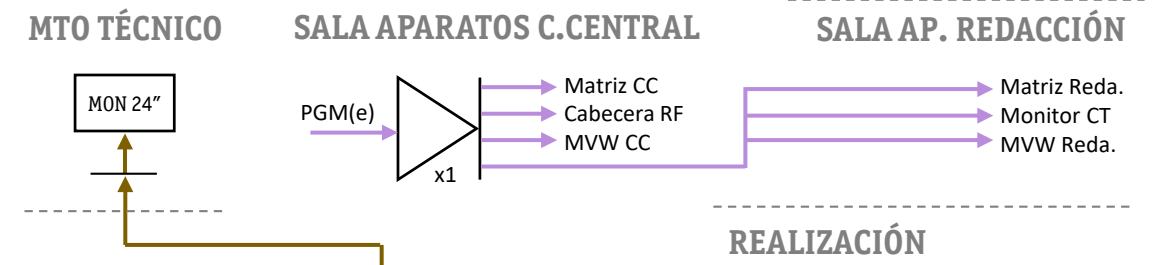 MTO TÉCNICO
SALA APARATOS C.CENTRAL
SALA AP. REDACCIÓN
MON 24”
PGM(e)
x1
Matriz CC
Cabecera RF
MVW CC
Matriz Reda.
Monitor CT
MVW Reda.
REALIZACIÓN